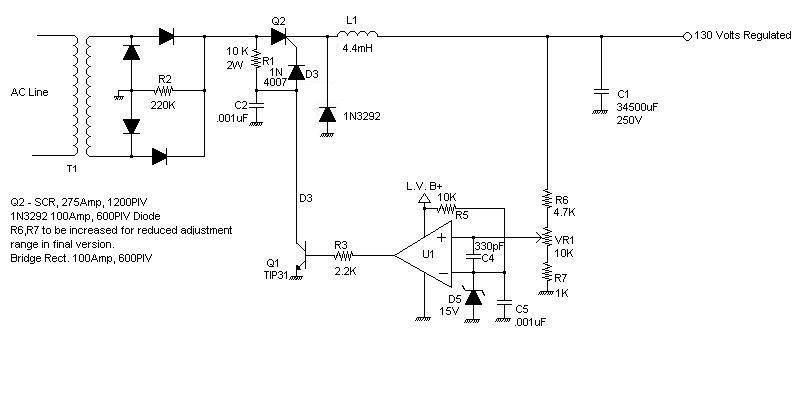 Q2
L1
4.4mH
130 Volts Regulated
10 K
2W
R1
1N
4007
D3
R2
220K
AC Line
C2
.001uF
1N3292
C1
34500uF
250V
T1
Q2 - SCR, 275Amp, 1200PIV
1N3292 100Amp, 600PIV Diode
R6,R7 to be increased for reduced adjustment
range in final version.
Bridge Rect. 100Amp, 600PIV
D3
L.V. B+
10K
R5
R6
4.7K
Q1
TIP31
R3
2.2K
U1
+
-
330pF
C4
VR1
10K
R7
1K
D5
15V
C5
.001uF